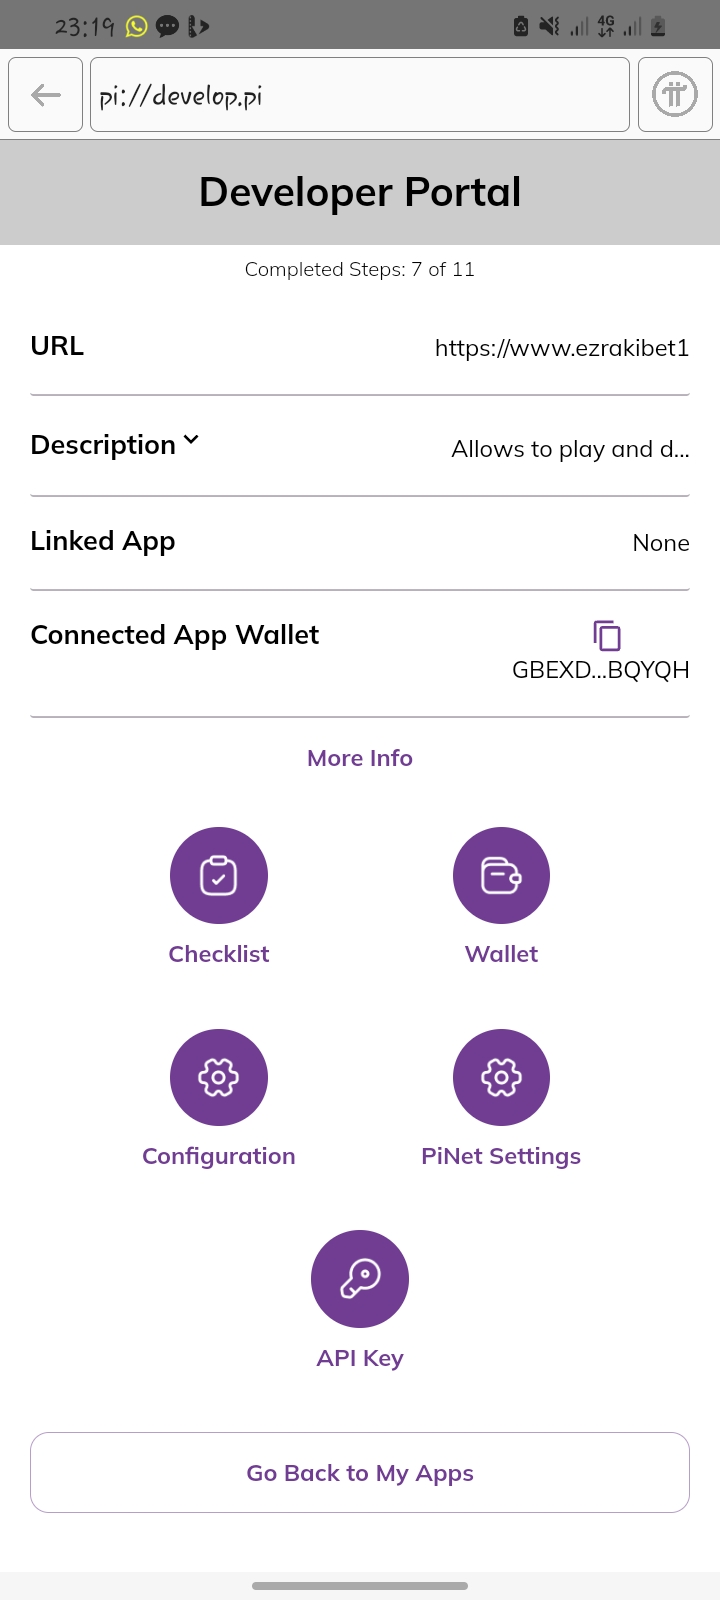 23:19
4G
pi://develop.pi
Developer Portal
Completed Steps: 7 of 11
URL
https://www.ezrakibet1
Description
Allows to play and d...
Linked App
None
Connected App Wallet
GBEXD...BQYQH
More Info
Checklist
Wallet
Configuration
PiNet Settings
API Key
Go Back to My Apps